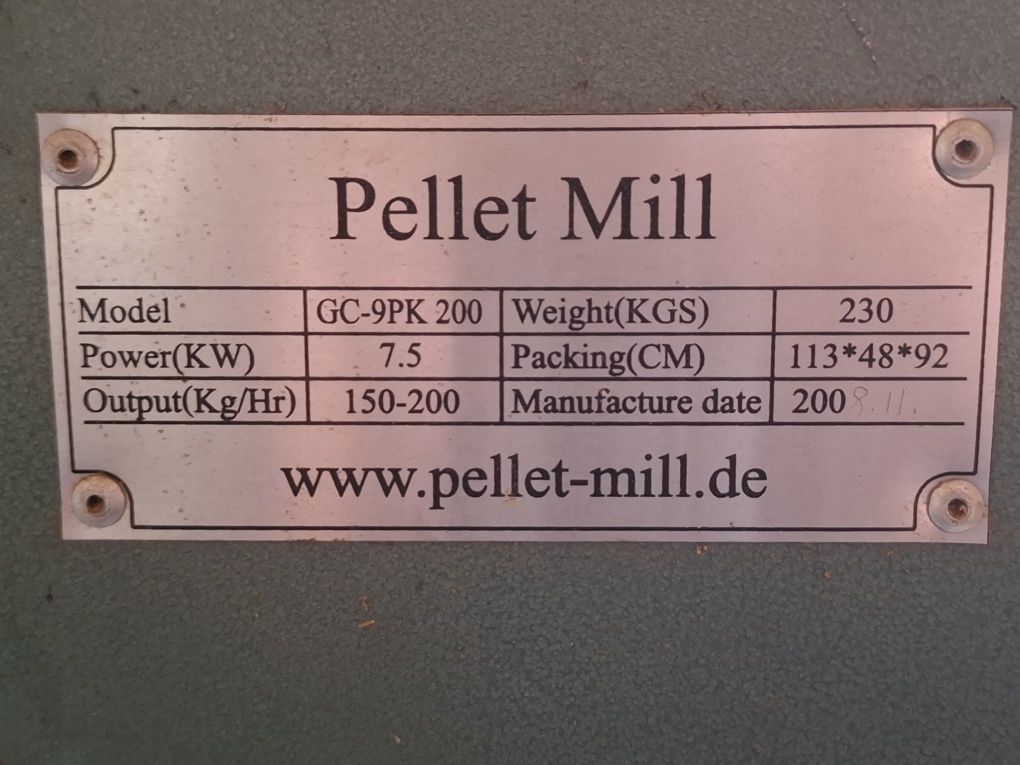 Pellet Mill
Model GC-9PK 200 Weight(KGS) 230
Power(KW) 7.5 Packing(CM) 113*48*92
Output(Kg/Hr) 150-200 Manufacture date 2008.11.
www.pellet-mill.de